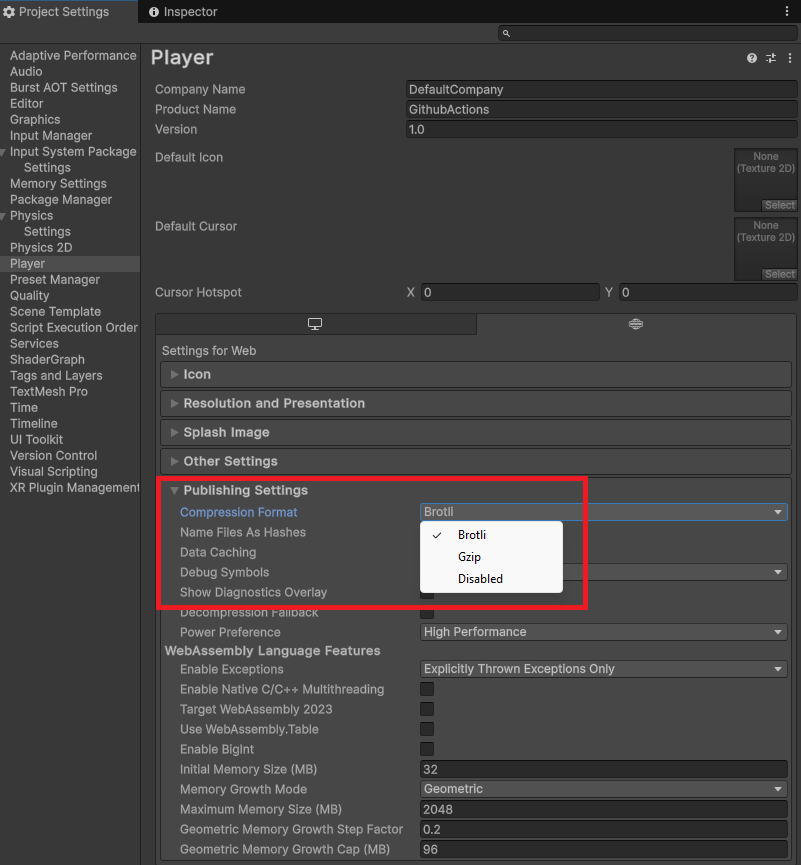 Project Settings
Inspector
Adaptive Performance
Audio
Burst AOT Settings
Editor
Graphics
Input Manager
Input System Package
Settings
Memory Settings
Package Manager
Physics
Settings
Physics 2D
Player
Preset Manager
Quality
Scene Template
Script Execution Order
Services
ShaderGraph
Tags and Layers
TextMesh Pro
Time
Timeline
UI Toolkit
Version Control
Visual Scripting
XR Plugin Management
Player
Company Name DefaultCompany
Product Name GithubActions
Version 1.0
Default Icon
None
(Texture 2D)
Select
Default Cursor
None
(Texture 2D)
Select
Cursor Hotspot X 0 Y 0
Settings for Web
Icon
Resolution and Presentation
Splash Image
Other Settings
Publishing Settings
Compression Format Brotli
Name Files As Hashes
Data Caching
Debug Symbols
Show Diagnostics Overlay
Brotli
Gzip
Disabled
Decompression Fallback
Power Preference High Performance
WebAssembly Language Features
Enable Exceptions Explicitly Thrown Exceptions Only
Enable Native C/C++ Multithreading
Target WebAssembly 2023
Use WebAssembly.Table
Enable BigInt
Initial Memory Size (MB) 32
Memory Growth Mode Geometric
Maximum Memory Size (MB) 2048
Geometric Memory Growth Step Factor 0.2
Geometric Memory Growth Cap (MB) 96